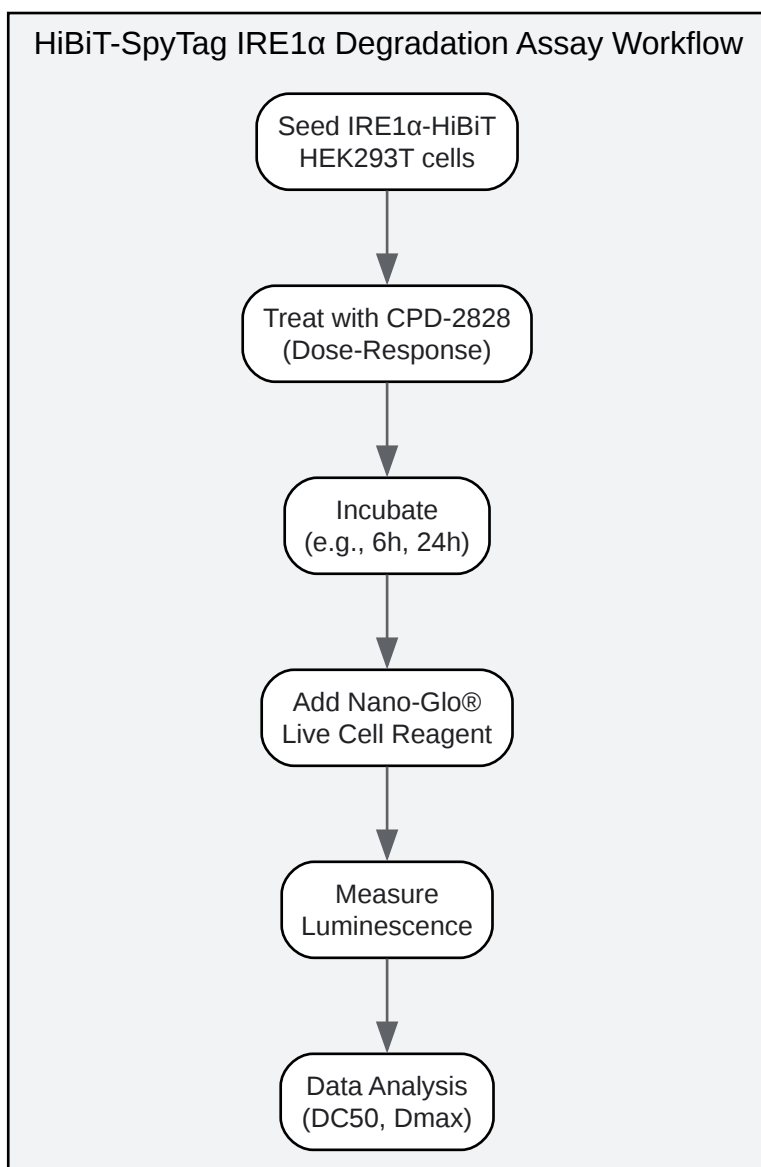 HiBiT-SpyTag IRE1α Degradation Assay Workflow
Seed IRE1α-HiBiT
HEK293T cells
Treat with CPD-2828
(Dose-Response)
Incubate
(e.g., 6h, 24h)
Add Nano-Glo®
Live Cell Reagent
Measure
Luminescence
Data Analysis
(DC50, Dmax)